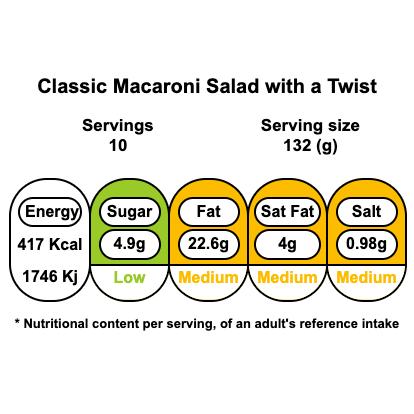 Classic Macaroni Salad with a Twist
Servings
10
Serving size
132 (g)
Energy
417 Kcal
1746 Kj
Sugar
4.9g
Low
Fat
22.6g
Medium
Sat Fat
4g
Medium
Salt
0.98g
Medium
* Nutritional content per serving, of an adult's reference intake